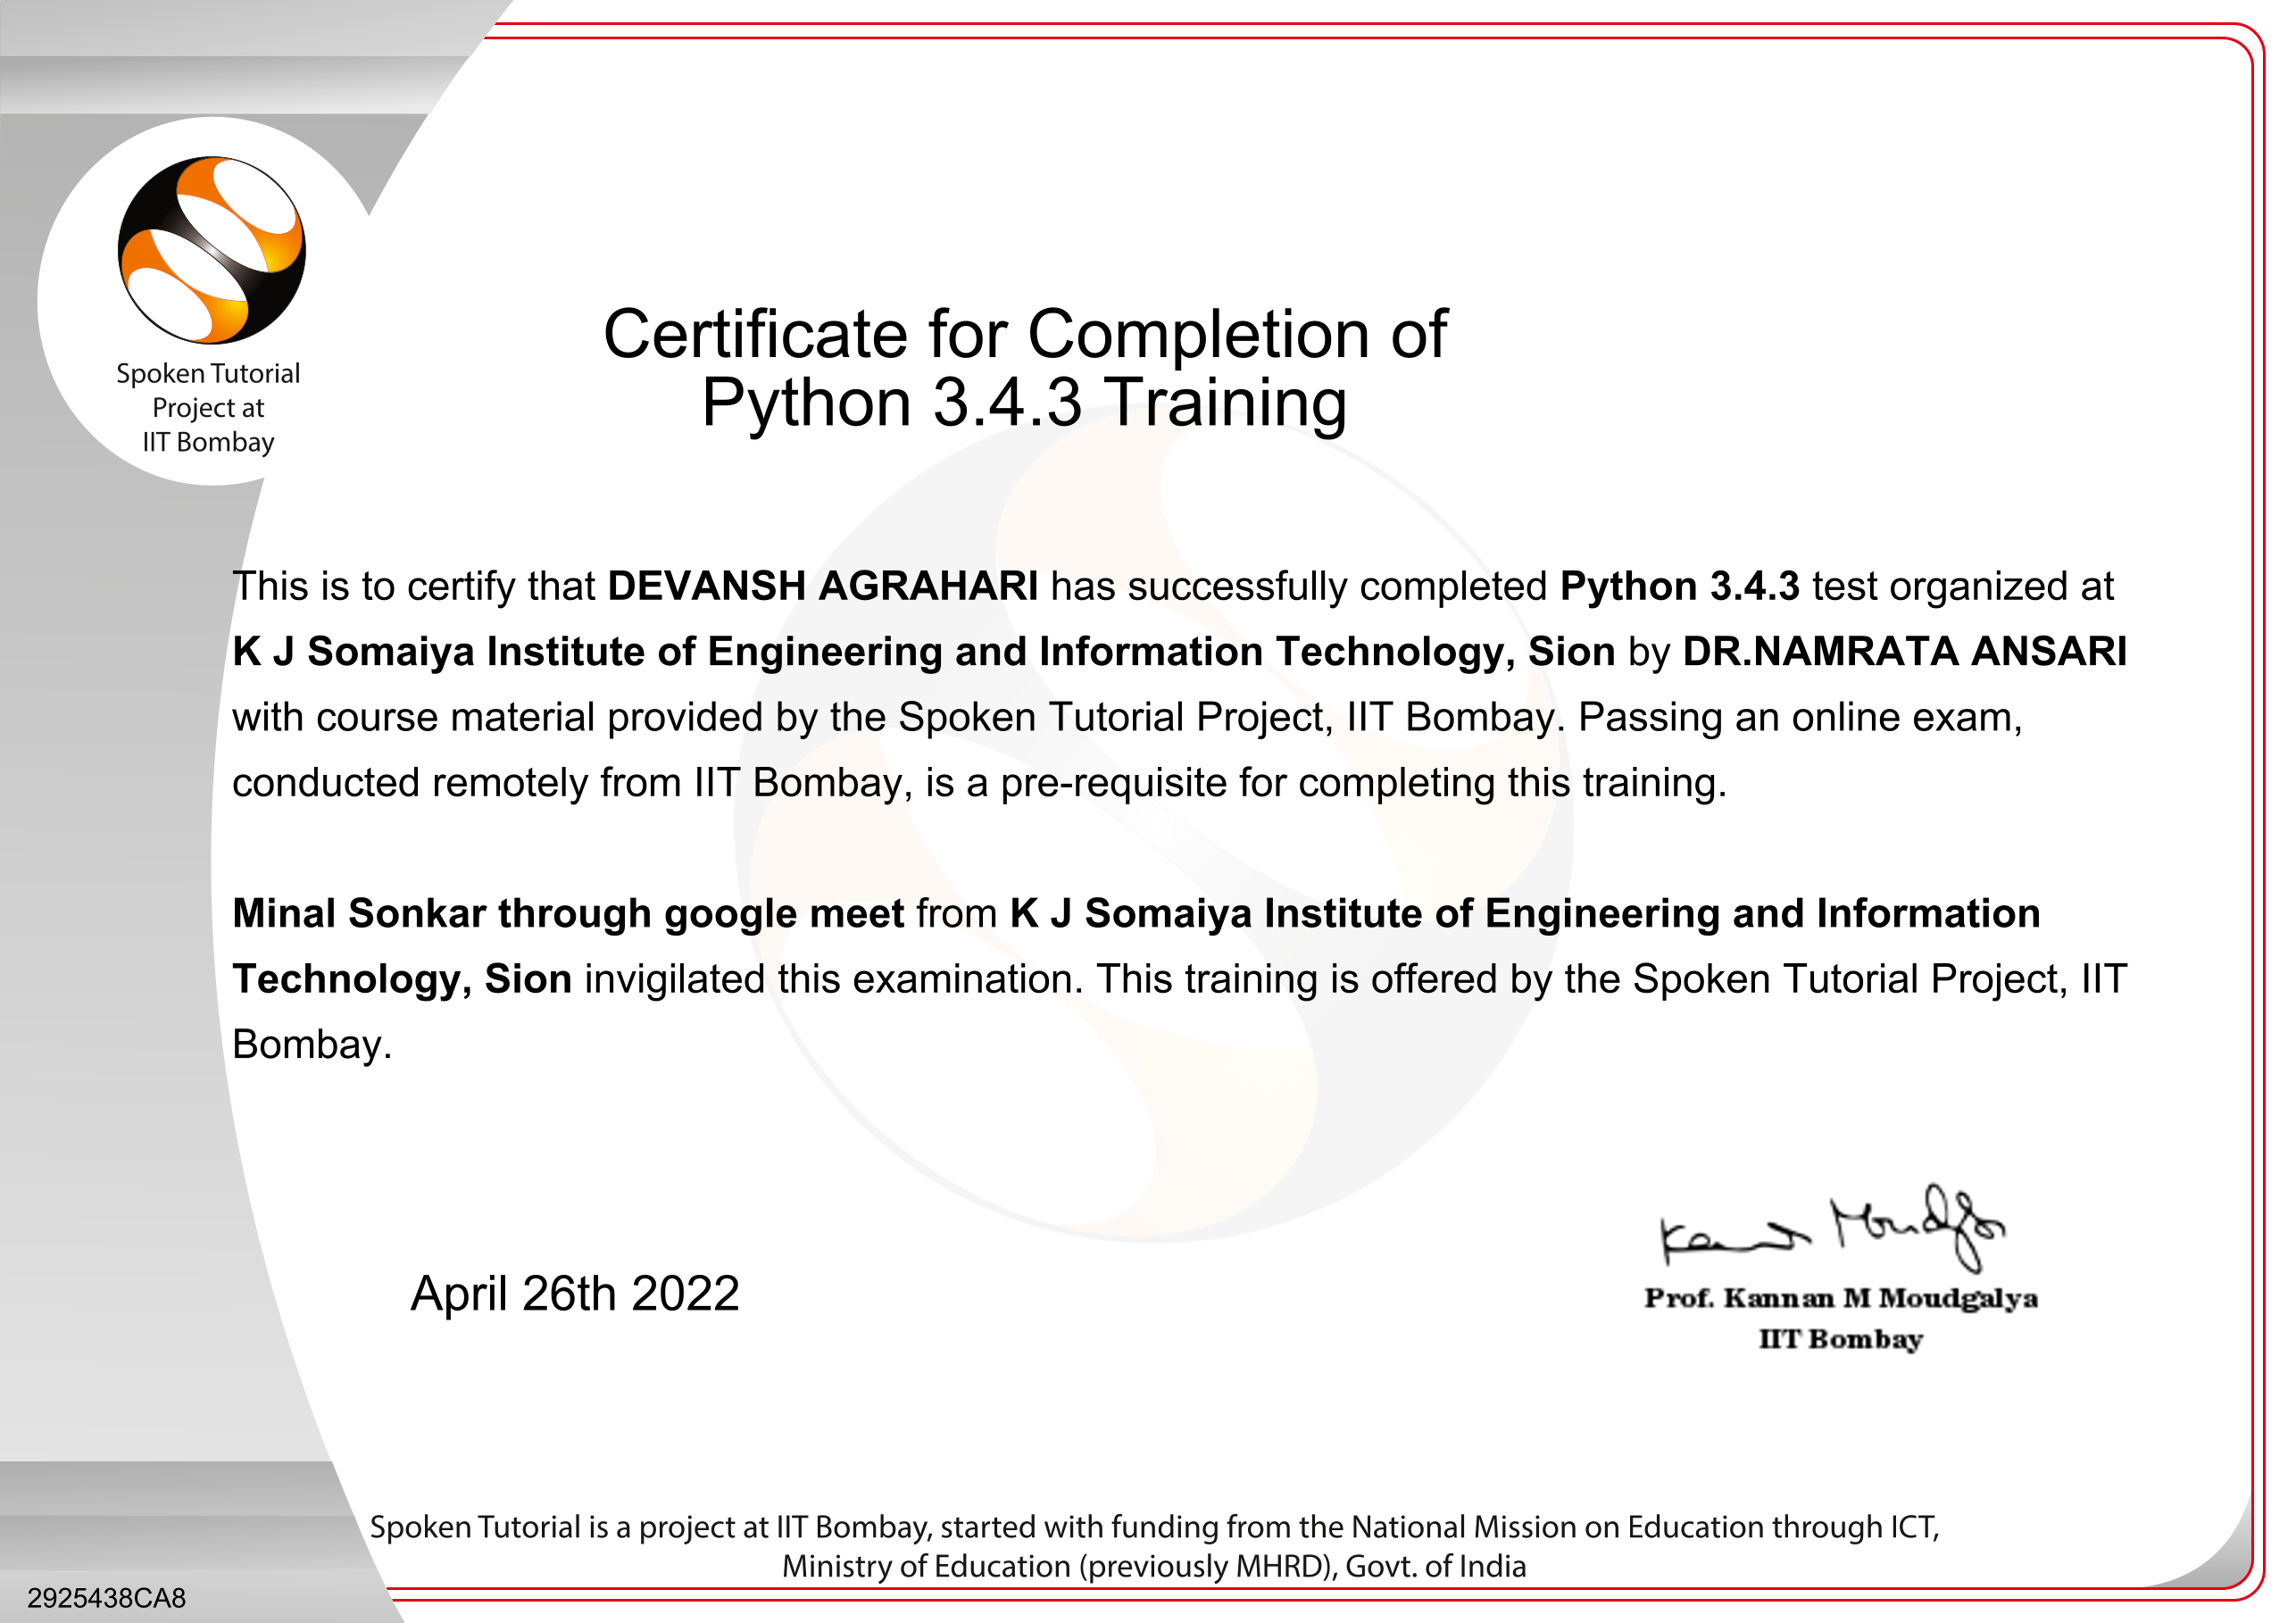 Spoken Tutorial
Project at
IIT Bombay
Certificate for Completion of
Python 3.4.3 Training
This is to certify that DEVANSH AGRAHARI has successfully completed Python 3.4.3 test organized at
K J Somaiya Institute of Engineering and Information Technology, Sion by DR.NAMRATA ANSARI
with course material provided by the Spoken Tutorial Project, IIT Bombay. Passing an online exam,
conducted remotely from IIT Bombay, is a pre-requisite for completing this training.
Minal Sonkar through google meet from K J Somaiya Institute of Engineering and Information
Technology, Sion invigilated this examination. This training is offered by the Spoken Tutorial Project, IIT
Bombay.
April 26th 2022
Kannan Moudgalya
Prof. Kannan M Moudgalya
IIT Bombay
Spoken Tutorial is a project at IIT Bombay, started with funding from the National Mission on Education through ICT,
Ministry of Education (previously MHRD), Govt. of India
2925438CA8